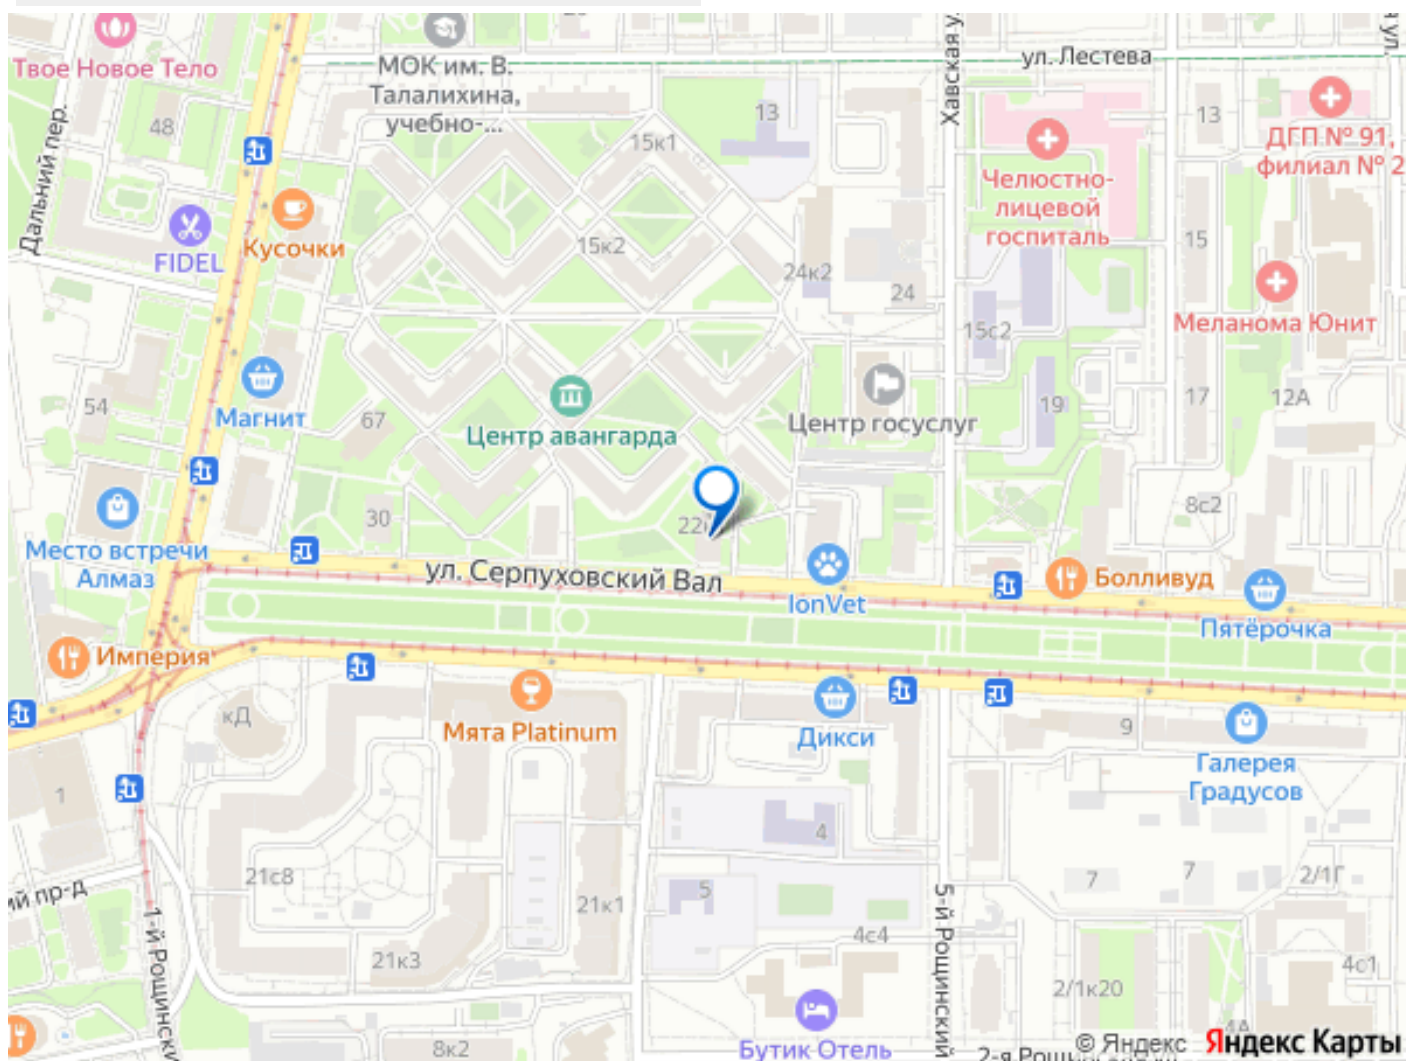 Твое Новое Тело
МОК им. В.
Талалихина,
учебно-...
ул. Лестева
Хавская у
Дальний пер.
48
13
13
15к1
ДГП № 91,
филиал № 2
Челюстно-
лицевой
госпиталь
FIDEL
Кусочки
15к2
24к2
24
15
15с2
Меланома Юнит
Магнит
54
67
Центр авангарда
Центр госуслуг
19
17
12А
30
22
8с2
Место встречи
Алмаз
ул. Серпуховский Вал
IonVet
Болливуд
Пятёрочка
Империя
кД
Мята Platinum
Дикси
9
Галерея
Градусов
1
4
21с8
5
7
7
2/1Г
ий пр-д
21к1
4с4
1-й Рощински
5-й Рощинский
21к3
2/1к20
4с1
4А
8к2
Бутик Отель
© Яндекс Яндекс Карты